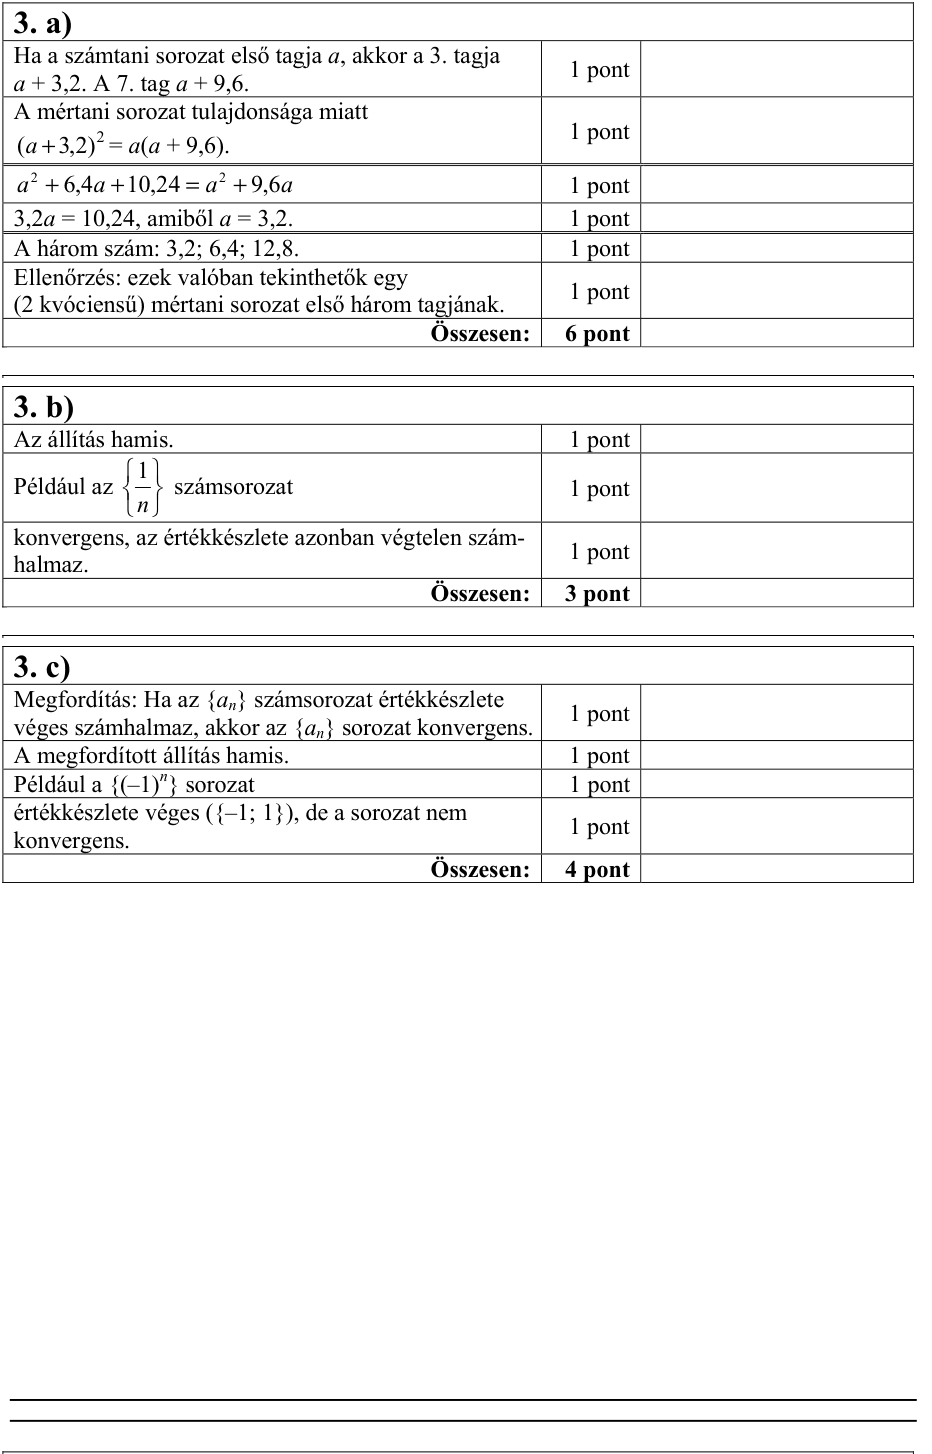 3. a)
Ha a számtani sorozat első tagja a, akkor a 3. tagja
a + 3,2. A 7. tag a + 9,6.
1 pont
A mértani sorozat tulajdonsága miatt
(a + 3,2)² = a(a + 9,6).
1 pont
a² + 6,4a + 10,24 = a² + 9,6a
1 pont
3,2a = 10,24, amiből a = 3,2.
1 pont
A három szám: 3,2; 6,4; 12,8.
1 pont
Ellenőrzés: ezek valóban tekinthetők egy
(2 kvóciensű) mértani sorozat első három tagjának.
1 pont
Összesen: 6 pont
3. b)
Az állítás hamis.
1 pont
Például az {1/n} számsorozat
1 pont
konvergens, az értékkészlete azonban végtelen szám-
halmaz.
1 pont
Összesen: 3 pont
3. c)
Megfordítás: Ha az {aₙ} számsorozat értékkészlete
véges számhalmaz, akkor az {aₙ} sorozat konvergens.
1 pont
A megfordított állítás hamis.
1 pont
Például a {(–1)ⁿ} sorozat
1 pont
értékkészlete véges ({–1; 1}), de a sorozat nem
konvergens.
1 pont
Összesen: 4 pont